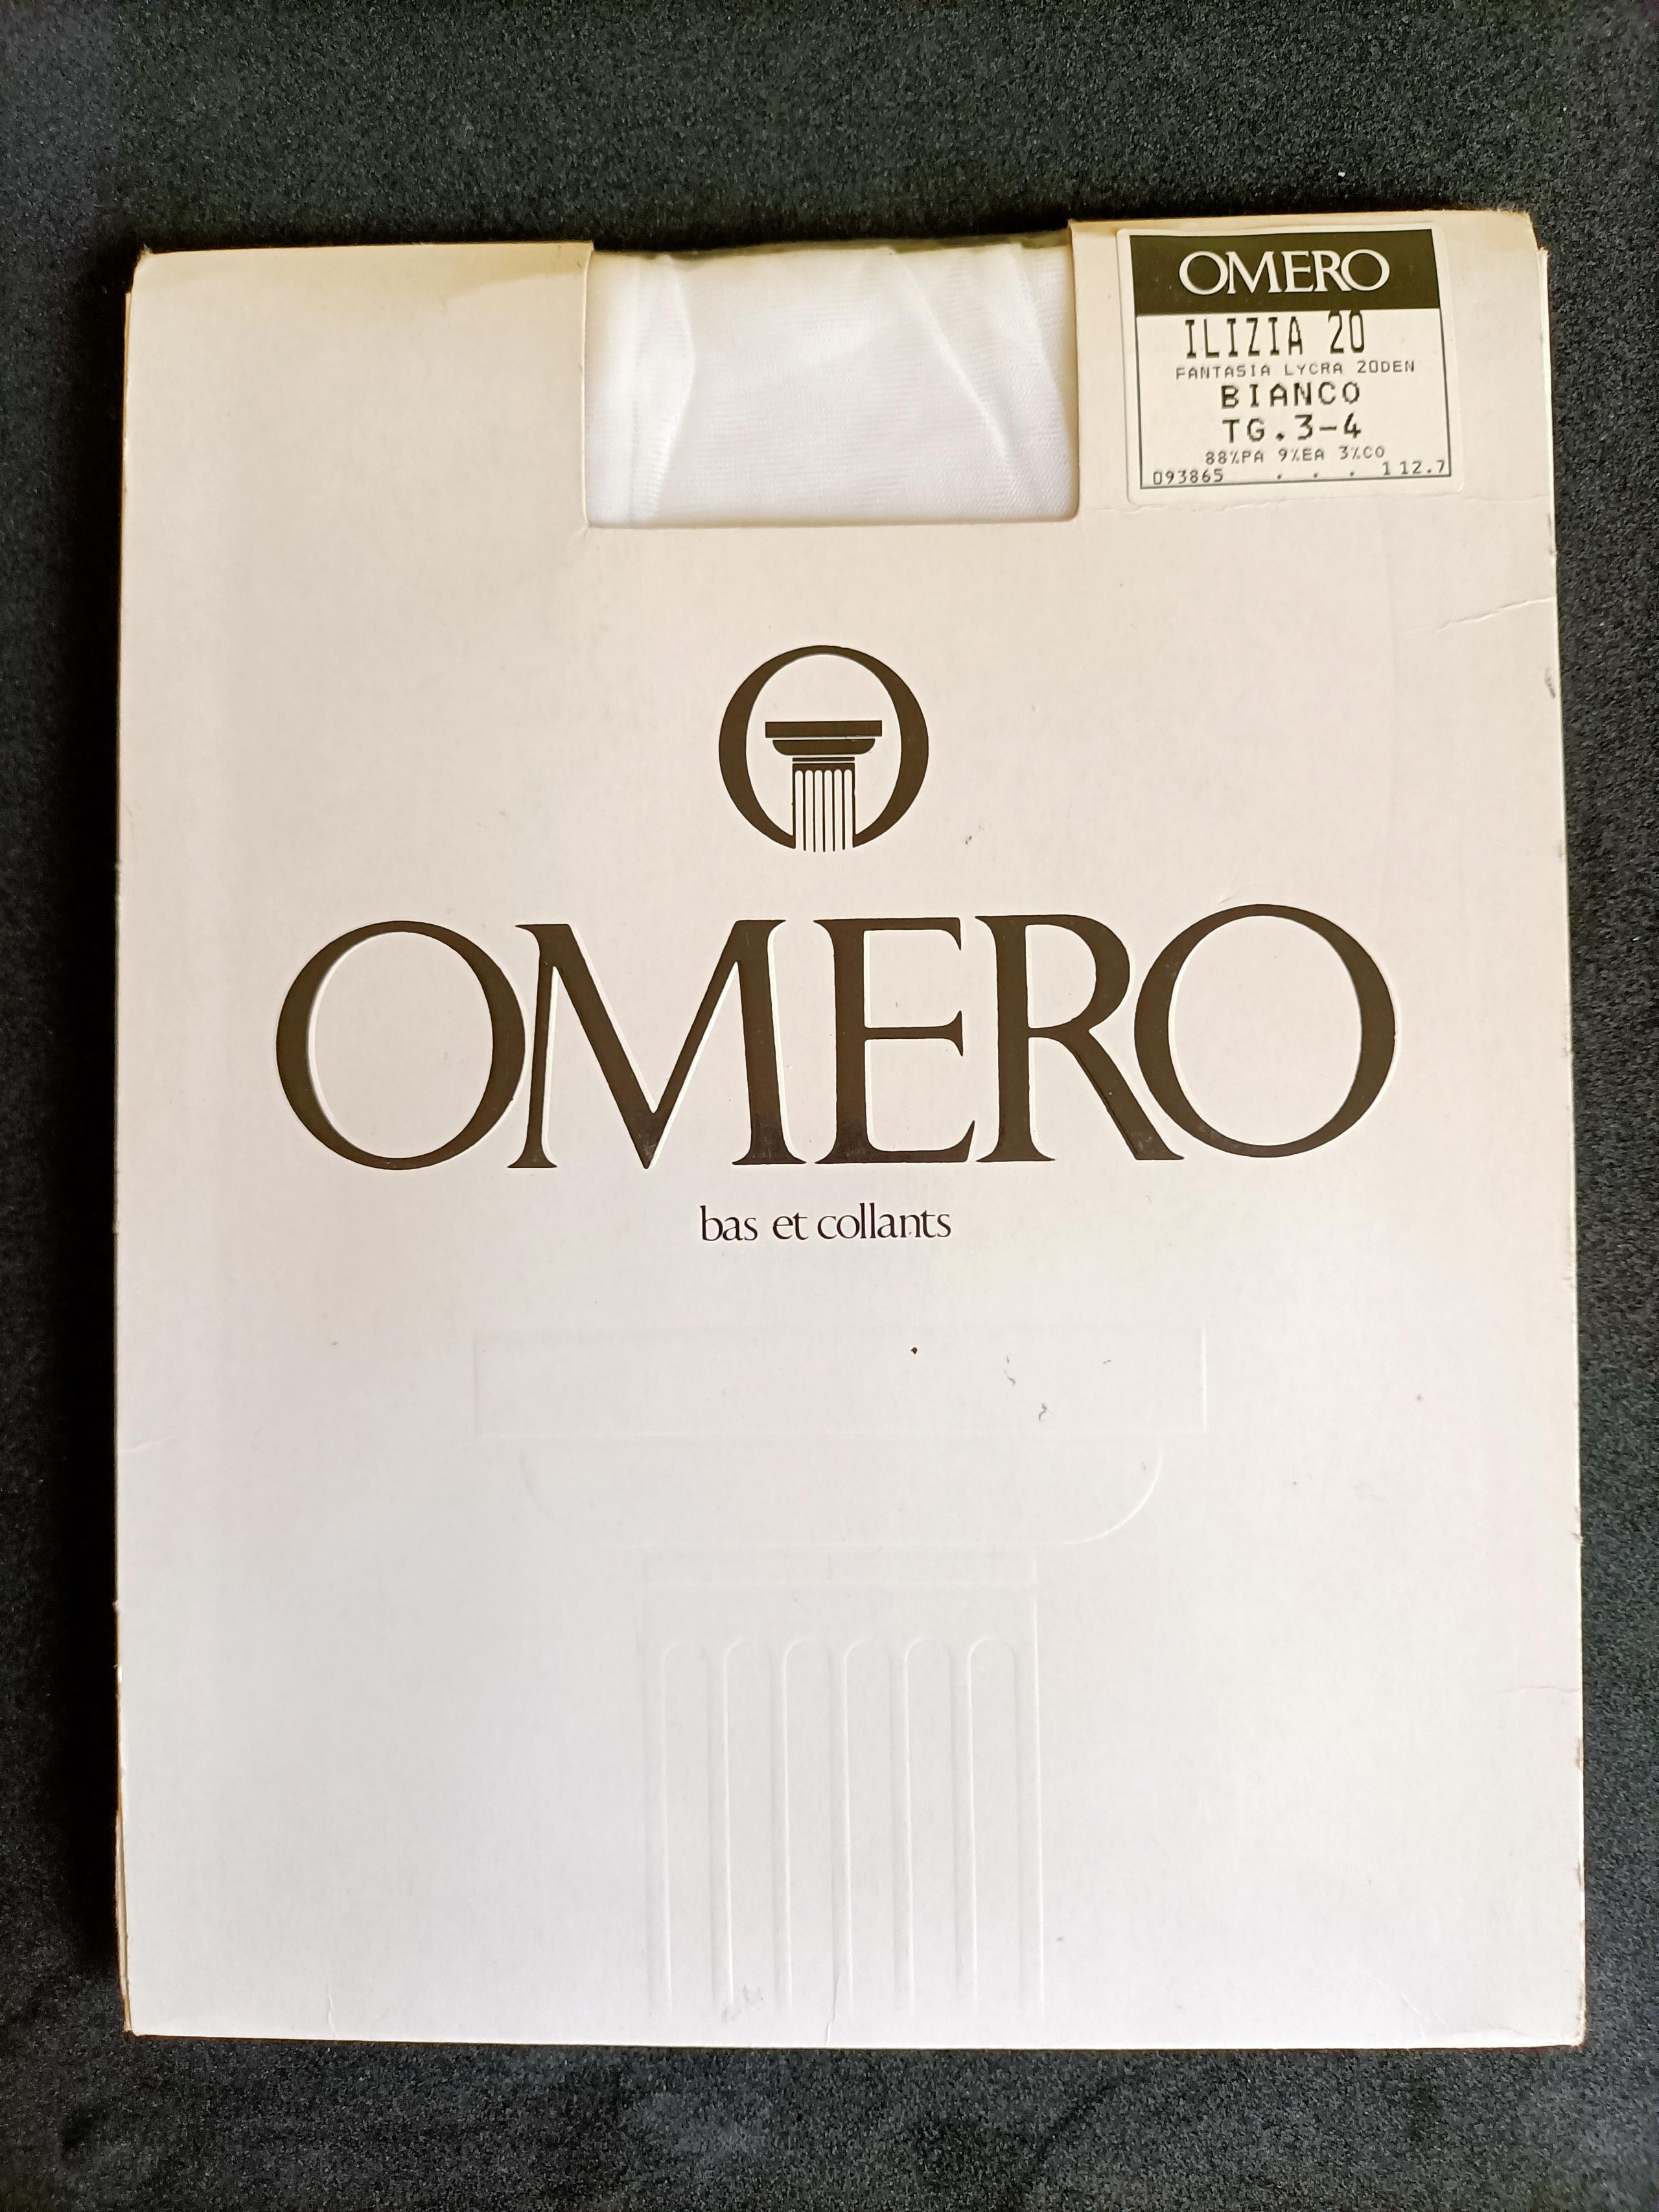 OMERO
ILIZIA 20
FANTASIA LYCRA 20DEN
BIANCO
TG.3-4
88%PA 9%EA 3%CO
093865 . . . 112.7
OMERO
bas et collants